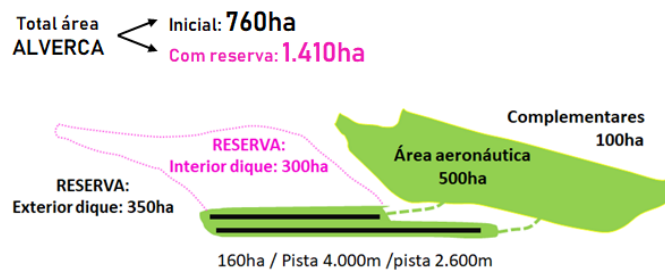 Total área
ALVERCA
Inicial: 760ha
Com reserva: 1.410ha
Complementares
100ha
RESERVA:
Interior dique: 300ha
Área aeronáutica
500ha
RESERVA:
Exterior dique: 350ha
160ha / Pista 4.000m /pista 2.600m